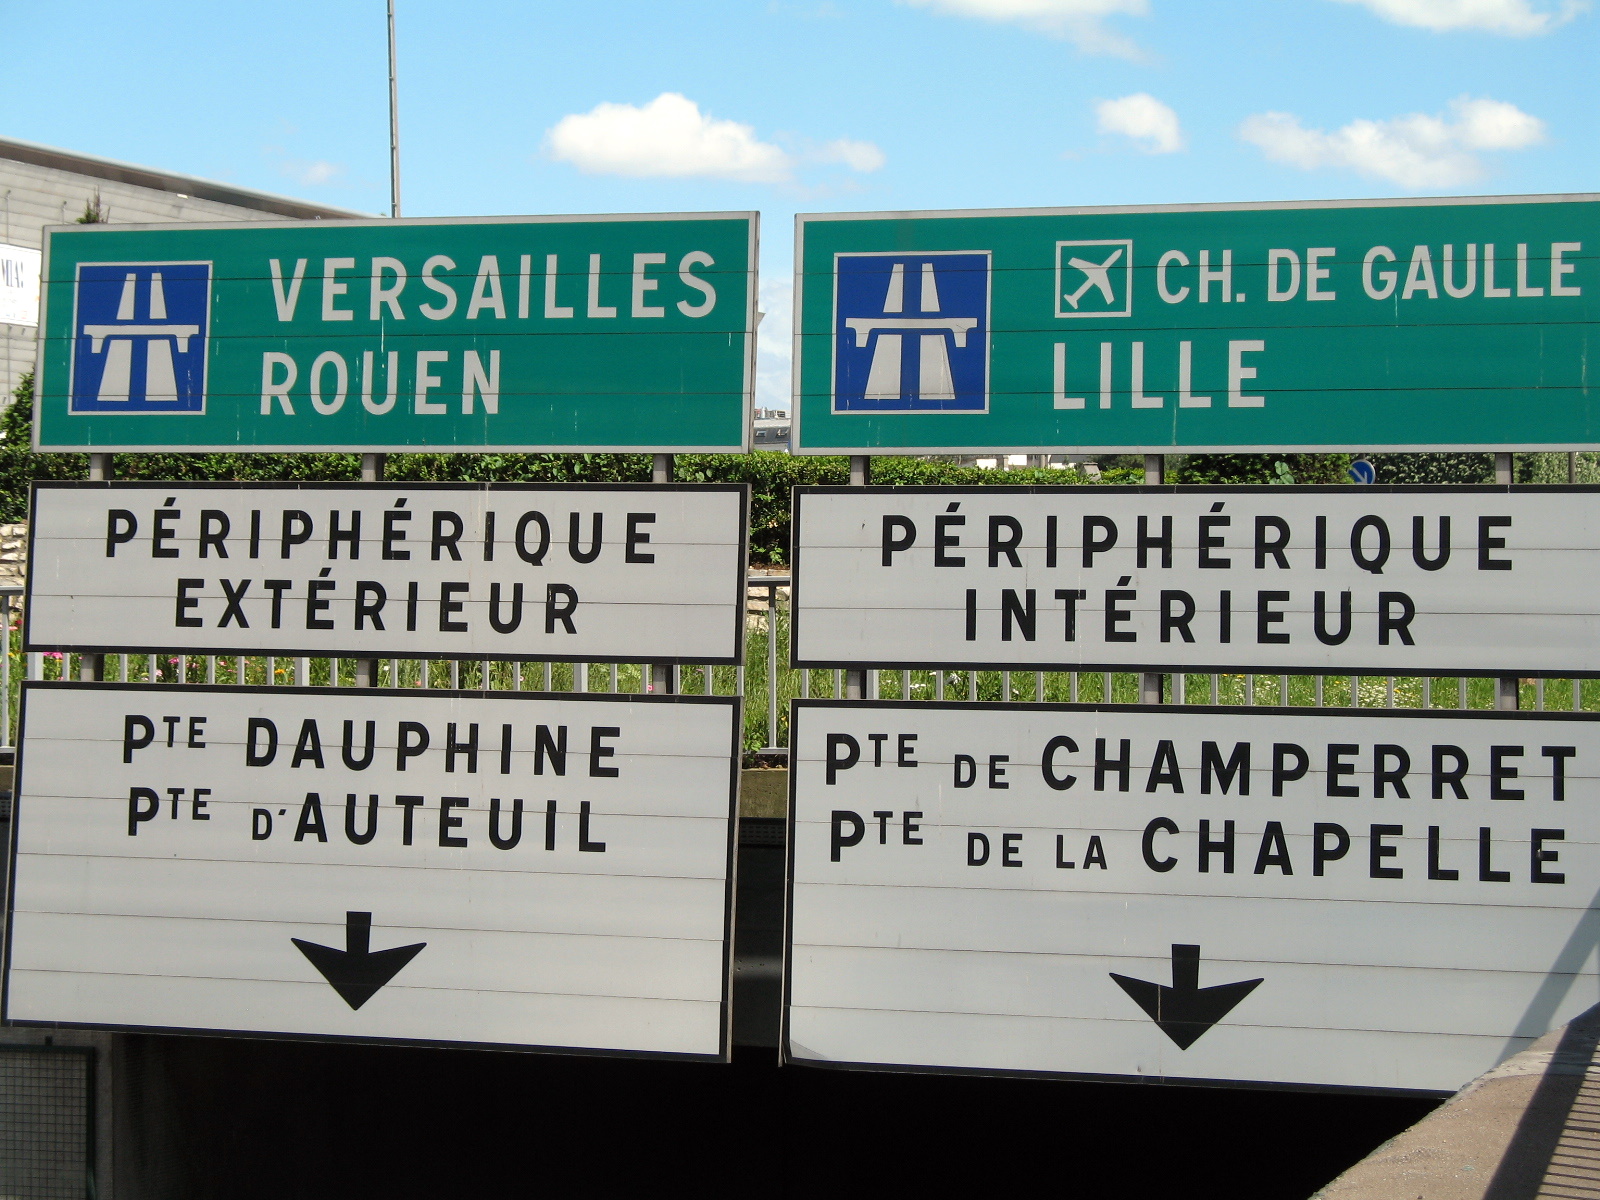 VERSAILLES
ROUEN
PÉRIPHÉRIQUE
EXTÉRIEUR
PTE DAUPHINE
PTE D'AUTEUIL
CH. DE GAULLE
LILLE
PÉRIPHÉRIQUE
INTÉRIEUR
PTE DE CHAMPERRET
PTE DE LA CHAPELLE